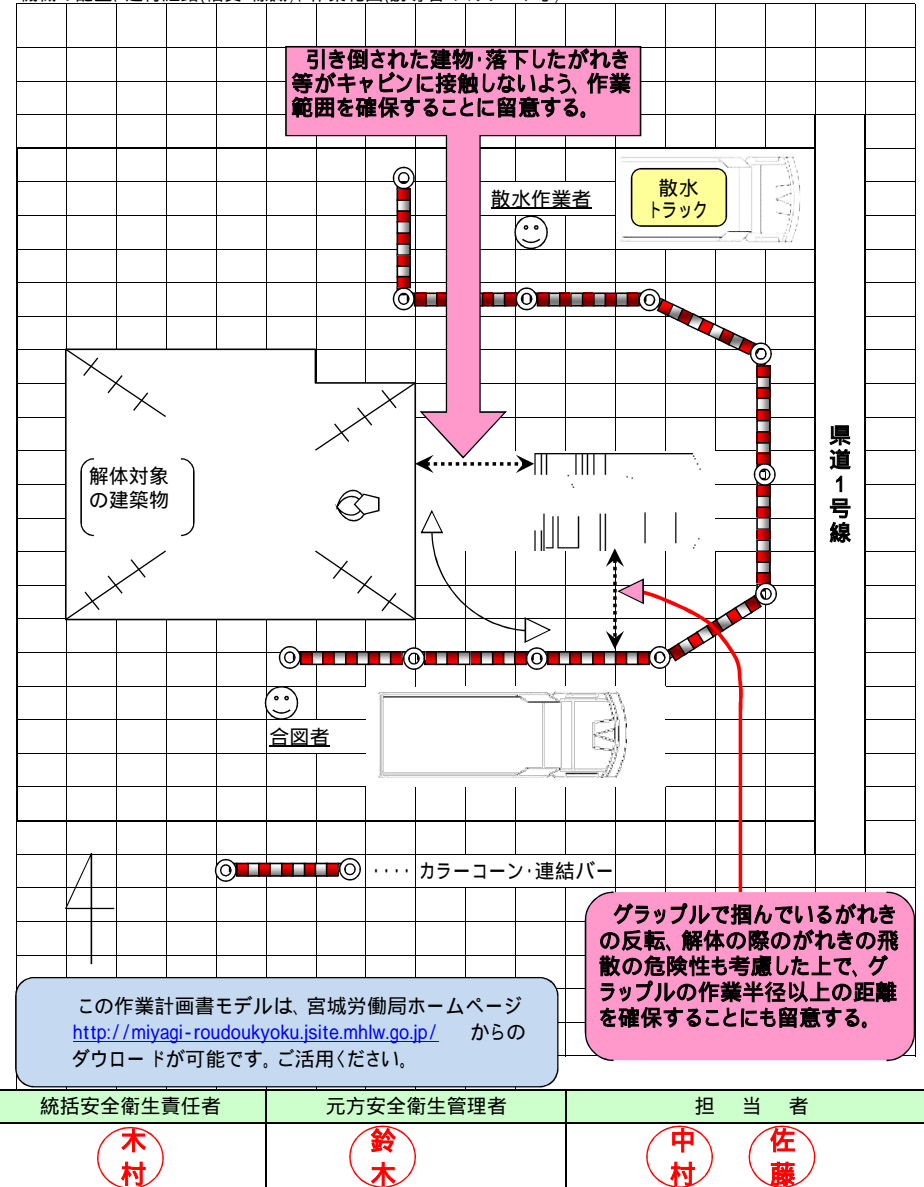 引き倒された建物・落下したがれき
等がキャビンに接触しないよう、作業
範囲を確保することに留意する。
散水作業者
散水
トラック
県道1号線
解体対象
の建築物
合図者
‥‥ カラーコーン・連結バー
グラップルで掴んでいるがれき
の反転、解体の際のがれきの飛
散の危険性も考慮した上で、グ
ラップルの作業半径以上の距離
を確保することにも留意する。
この作業計画書モデルは、宮城労働局ホームページ
http://miyagi-roudoukyoku.jsite.mhlw.go.jp/ からの
ダウロードが可能です。ご活用ください。
統括安全衛生責任者 元方安全衛生管理者 担 当 者
木村 鈴木 中村 佐藤